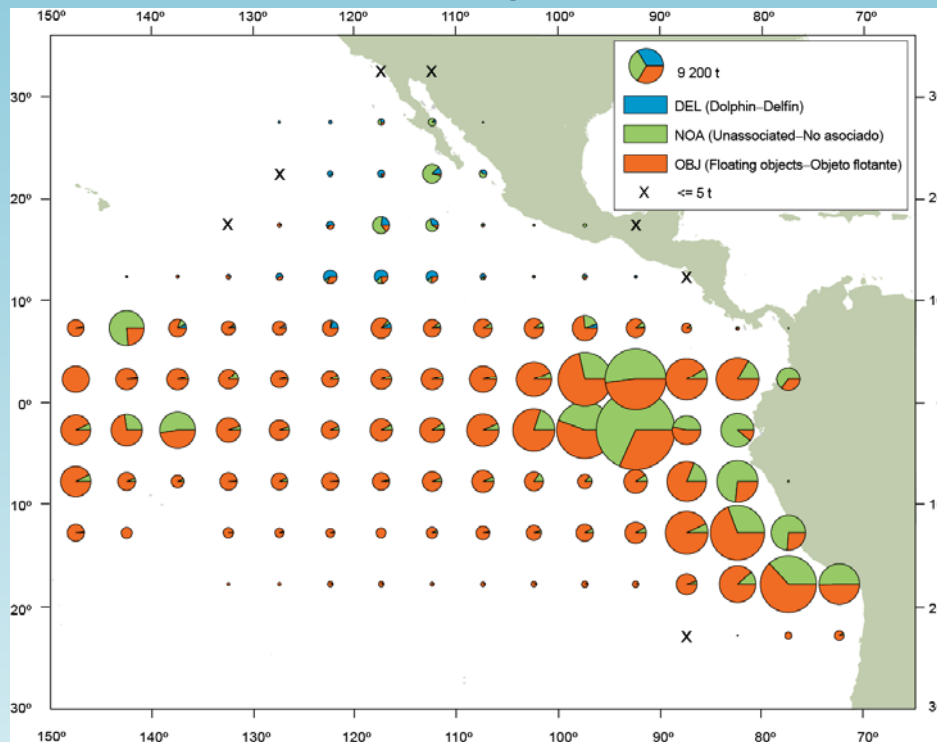 150º 140º 130º 120º 110º 100º 90º 80º 70º
9 200 t
DEL (Dolphin–Delfín)
NOA (Unassociated–No asociado)
OBJ (Floating objects–Objeto flotante)
X <= 5 t
X X
30º
X
20º
X X
X
10º
0º
10º
20º
X
30º
150º 140º 130º 120º 110º 100º 90º 80º 70º